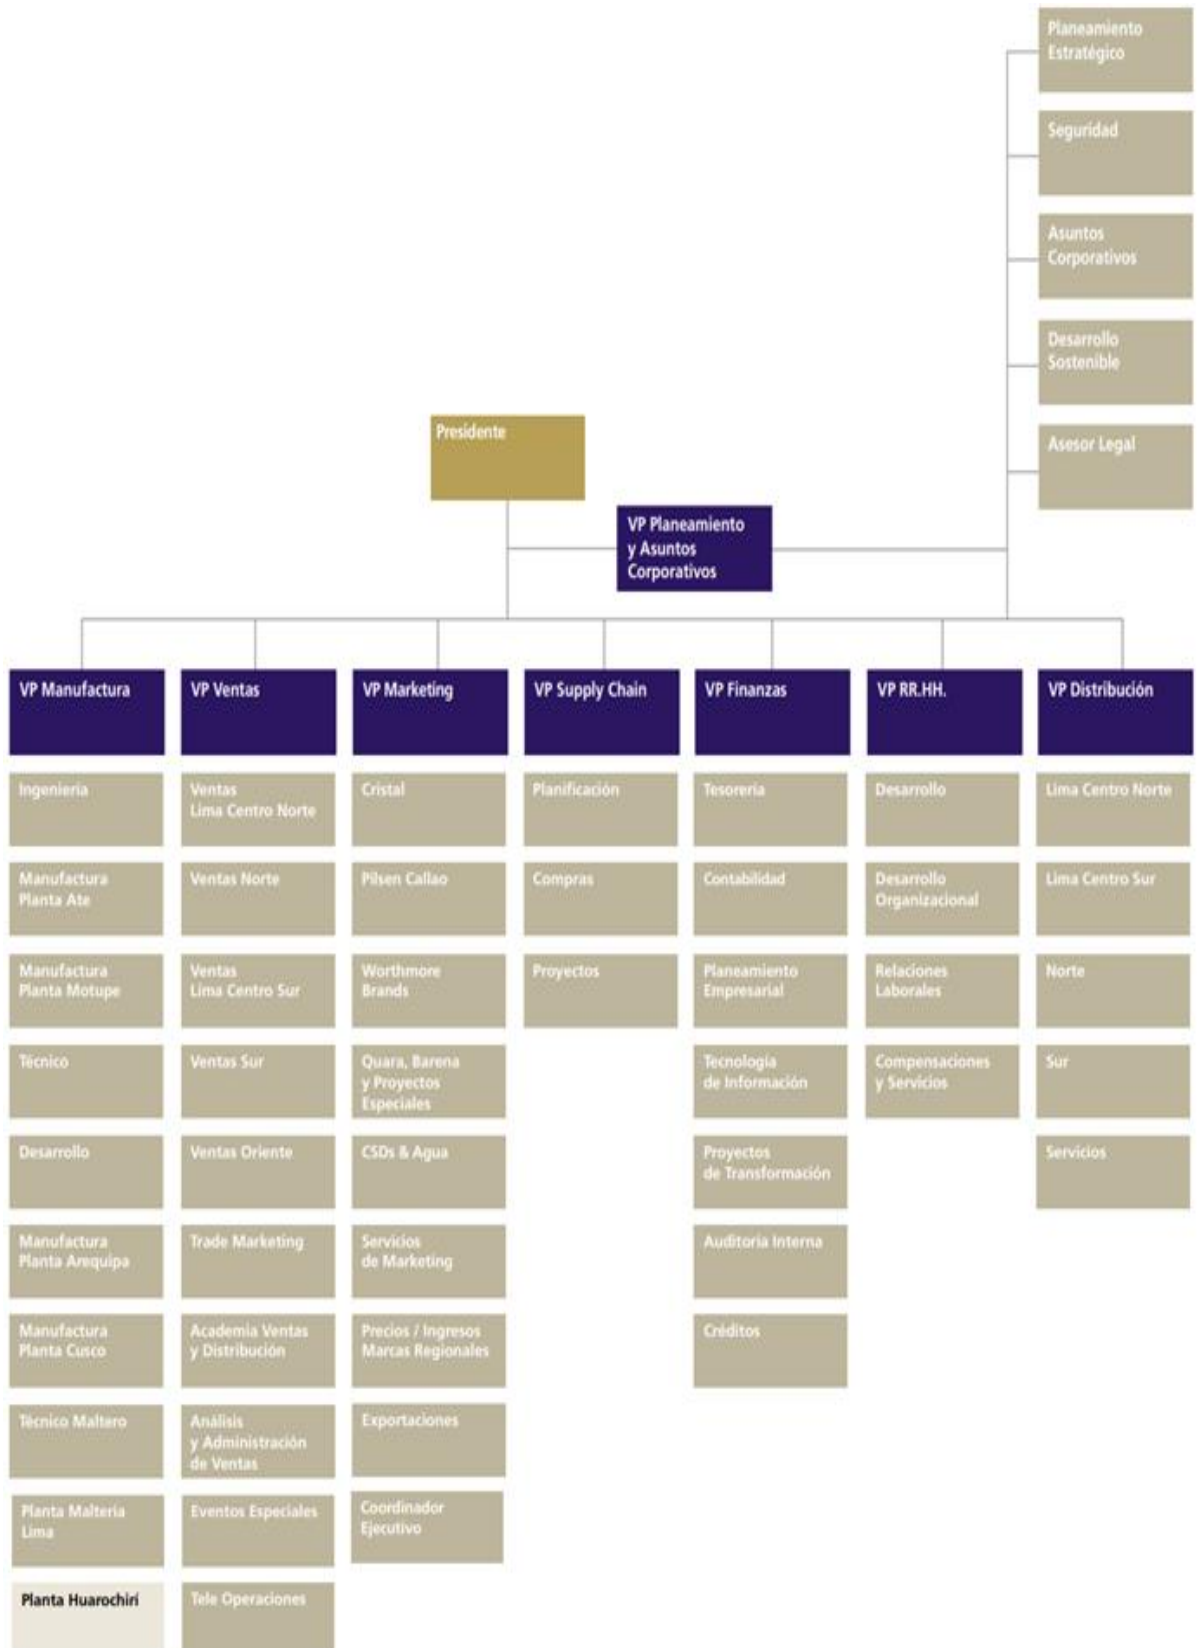 Planeamiento
Estratégico
Seguridad
Asuntos
Corporativos
Desarrollo
Sostenible
Asesor Legal
Presidente
VP Planeamiento
y Asuntos
Corporativos
VP Manufactura
Ingeniería
Manufactura
Planta Ate
Manufactura
Planta Motupe
Técnico
Desarrollo
Manufactura
Planta Arequipa
Manufactura
Planta Cusco
Técnico Maltero
Planta Maltería
Lima
Planta Huarochirí
VP Ventas
Ventas
Lima Centro Norte
Ventas Norte
Ventas
Lima Centro Sur
Ventas Sur
Ventas Oriente
Trade Marketing
Academia Ventas
y Distribución
Análisis
y Administración
de Ventas
Eventos Especiales
Tele Operaciones
VP Marketing
Cristal
Pilsen Callao
Worthmore
Brands
Quara, Barena
y Proyectos
Especiales
CSDs & Agua
Servicios
de Marketing
Precios / Ingresos
Marcas Regionales
Exportaciones
Coordinador
Ejecutivo
VP Supply Chain
Planificación
Compras
Proyectos
VP Finanzas
Tesorería
Contabilidad
Planeamiento
Empresarial
Tecnología
de Información
Proyectos
de Transformación
Auditoría Interna
Créditos
VP RR.HH.
Desarrollo
Desarrollo
Organizacional
Relaciones
Laborales
Compensaciones
y Servicios
VP Distribución
Lima Centro Norte
Lima Centro Sur
Norte
Sur
Servicios